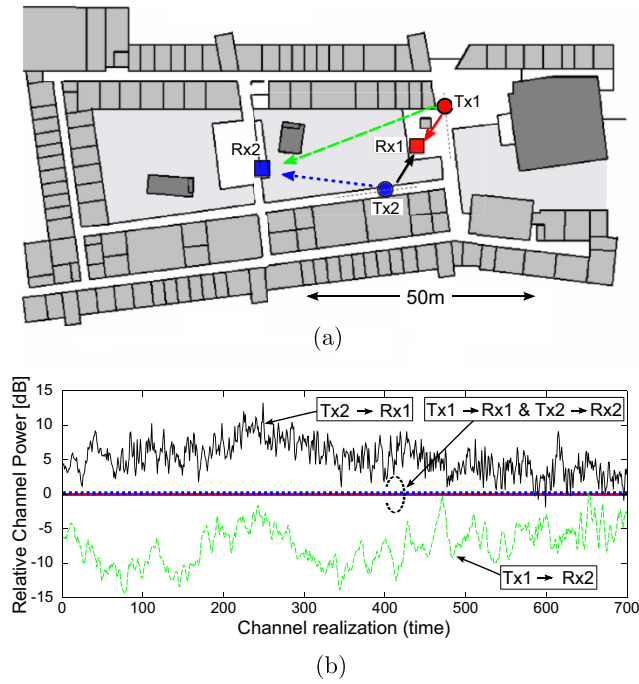 Tx1
Rx1
Rx2
Tx2
50m
(a)
Relative Channel Power [dB]
15
10
5
0
-5
-10
-15
Tx2 → Rx1
Tx1 → Rx1 & Tx2 → Rx2
Tx1 → Rx2
0 100 200 300 400 500 600 700
Channel realization (time)
(b)